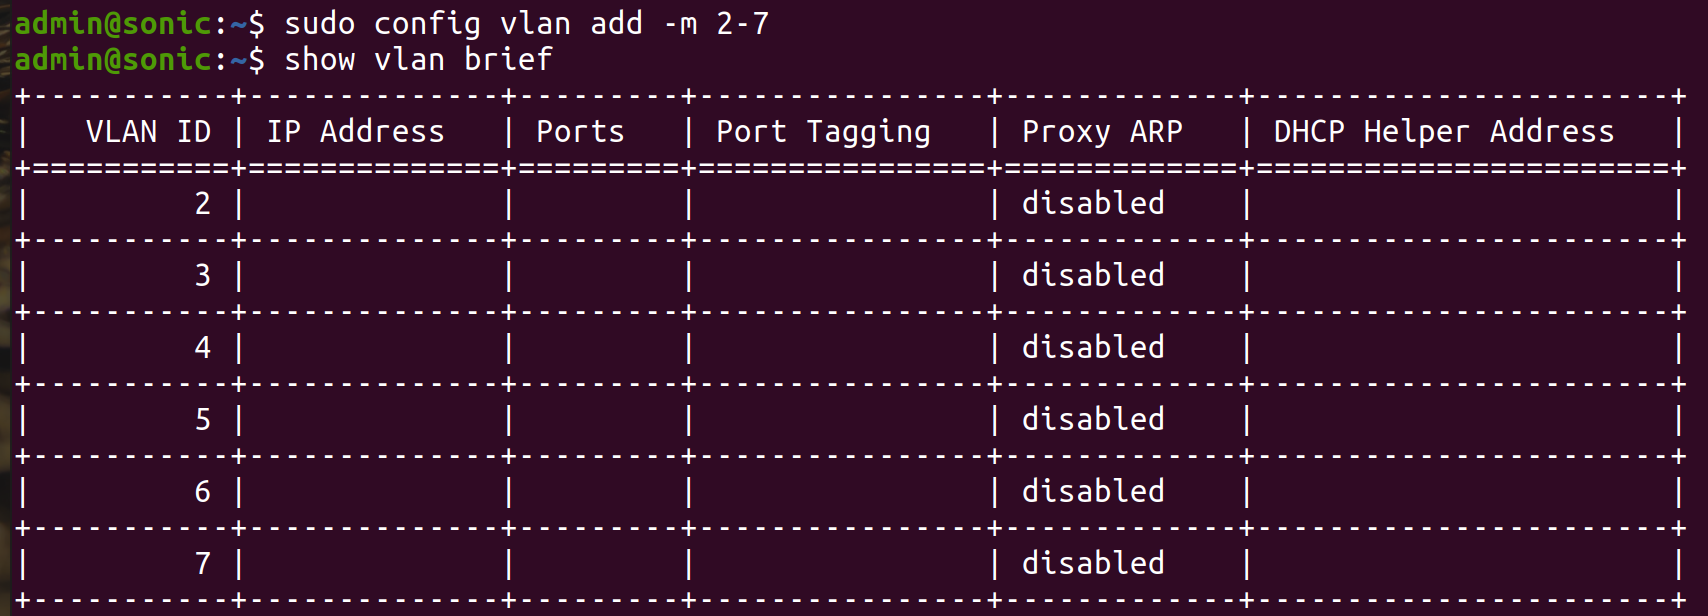 admin@sonic:~$ sudo config vlan add -m 2-7
admin@sonic:~$ show vlan brief
+-----------+--------------+---------+----------------+-------------+-----------------------+
|   VLAN ID | IP Address   | Ports   | Port Tagging   | Proxy ARP   | DHCP Helper Address   |
+===========+==============+=========+================+=============+=======================+
|         2 |              |         |                | disabled    |                       |
+-----------+--------------+---------+----------------+-------------+-----------------------+
|         3 |              |         |                | disabled    |                       |
+-----------+--------------+---------+----------------+-------------+-----------------------+
|         4 |              |         |                | disabled    |                       |
+-----------+--------------+---------+----------------+-------------+-----------------------+
|         5 |              |         |                | disabled    |                       |
+-----------+--------------+---------+----------------+-------------+-----------------------+
|         6 |              |         |                | disabled    |                       |
+-----------+--------------+---------+----------------+-------------+-----------------------+
|         7 |              |         |                | disabled    |                       |
+-----------+--------------+---------+----------------+-------------+-----------------------+